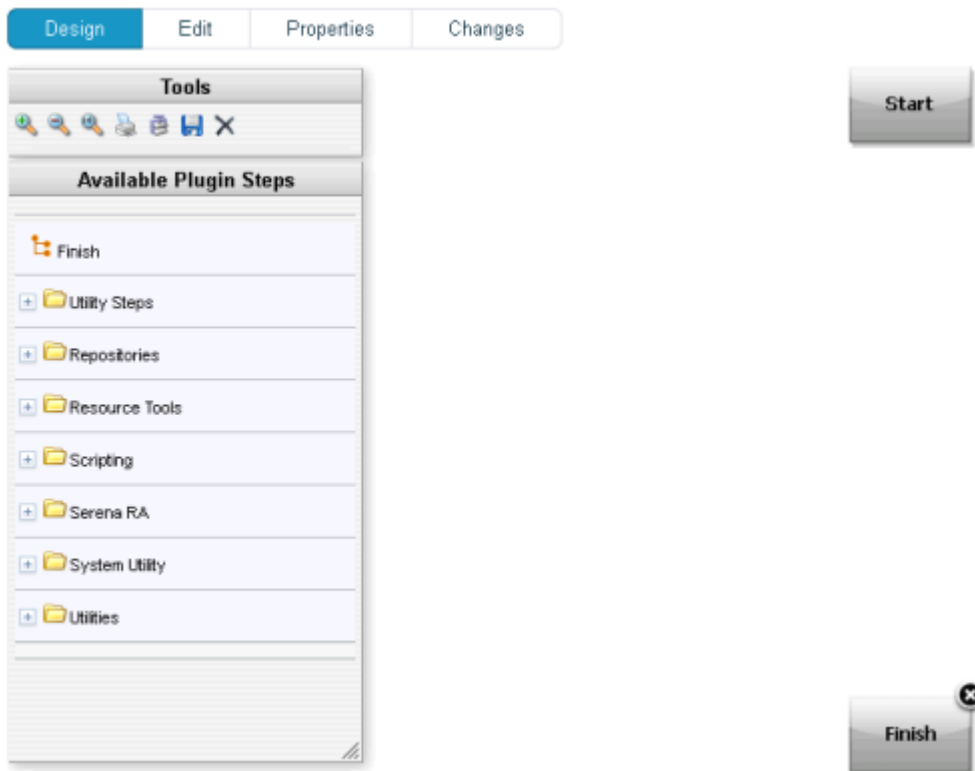 Design Edit Properties Changes
Tools
Start
Available Plugin Steps
Finish
Utility Steps
Repositories
Resource Tools
Scripting
Serena RA
System Utility
Utilities
Finish